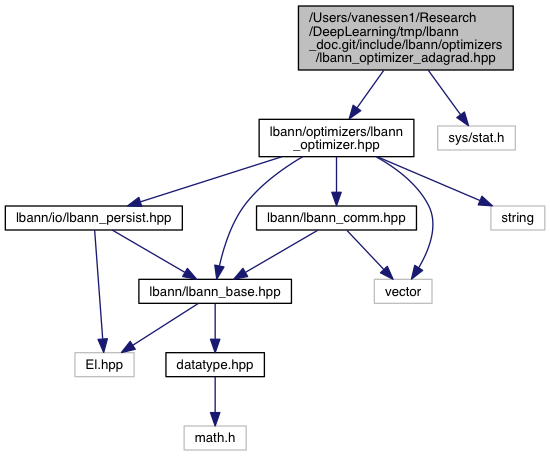 /Users/vanessen1/Research
/DeepLearning/tmp/lbann
_doc.git/include/lbann/optimizers
/lbann_optimizer_adagrad.hpp
lbann/optimizers/lbann
_optimizer.hpp
sys/stat.h
lbann/io/lbann_persist.hpp
lbann/lbann_comm.hpp
string
lbann/lbann_base.hpp
vector
El.hpp
datatype.hpp
math.h